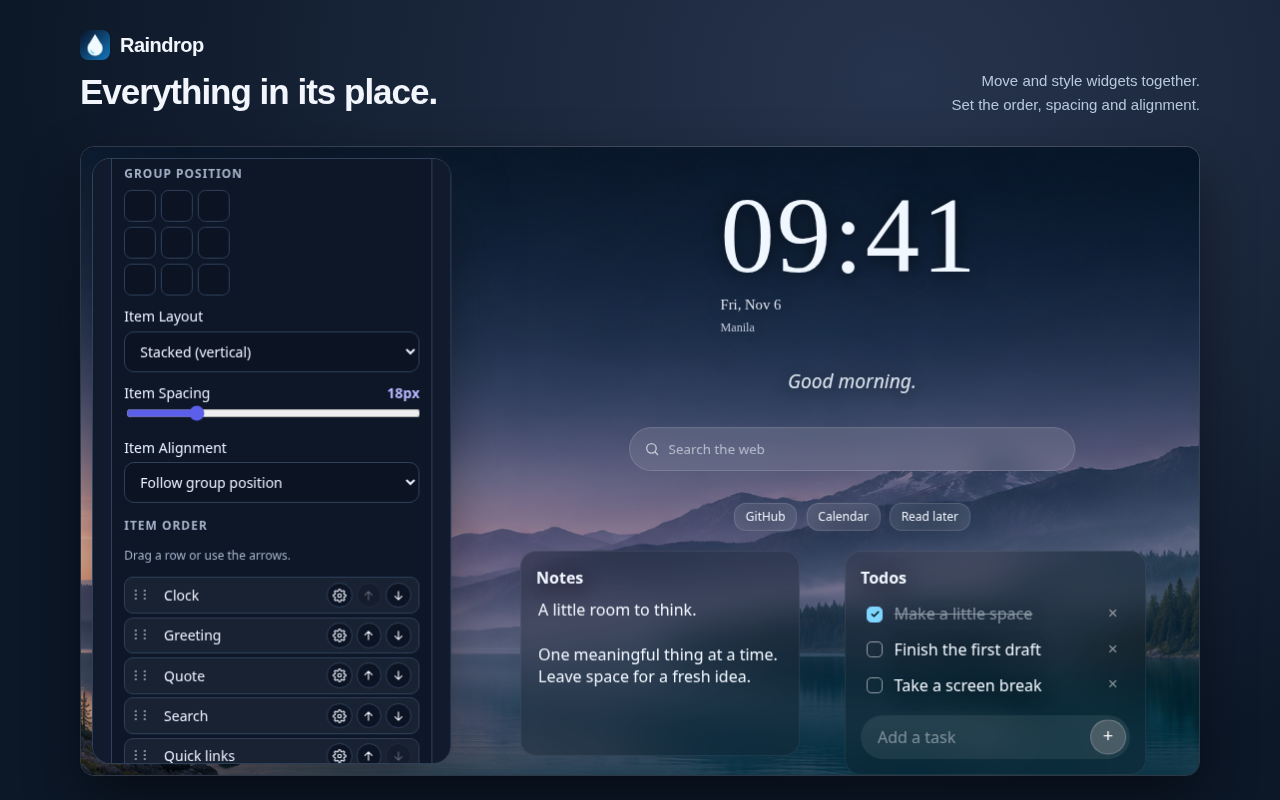 Raindrop
Everything in its place.
Move and style widgets together.
Set the order, spacing and alignment.
GROUP POSITION
Item Layout
Stacked (vertical)
Item Spacing
18px
Item Alignment
Follow group position
ITEM ORDER
Drag a row or use the arrows.
Clock
Greeting
Quote
Search
Quick links
09:41
Fri, Nov 6
Manila
Good morning.
Search the web
GitHub
Calendar
Read later
Notes
A little room to think.
One meaningful thing at a time.
Leave space for a fresh idea.
Todos
Make a little space
Finish the first draft
Take a screen break
Add a task